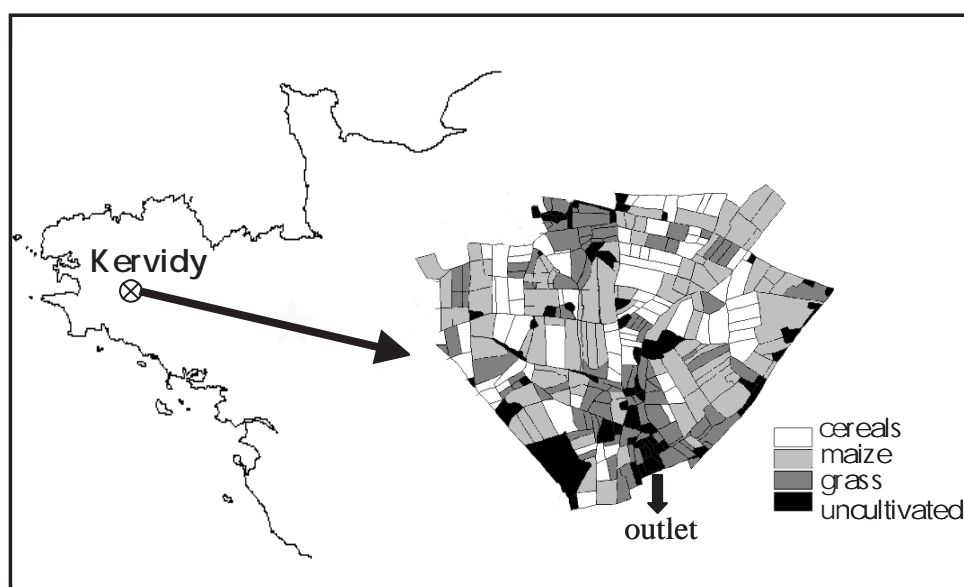 Kervidy
cereals
maize
grass
uncultivated
outlet